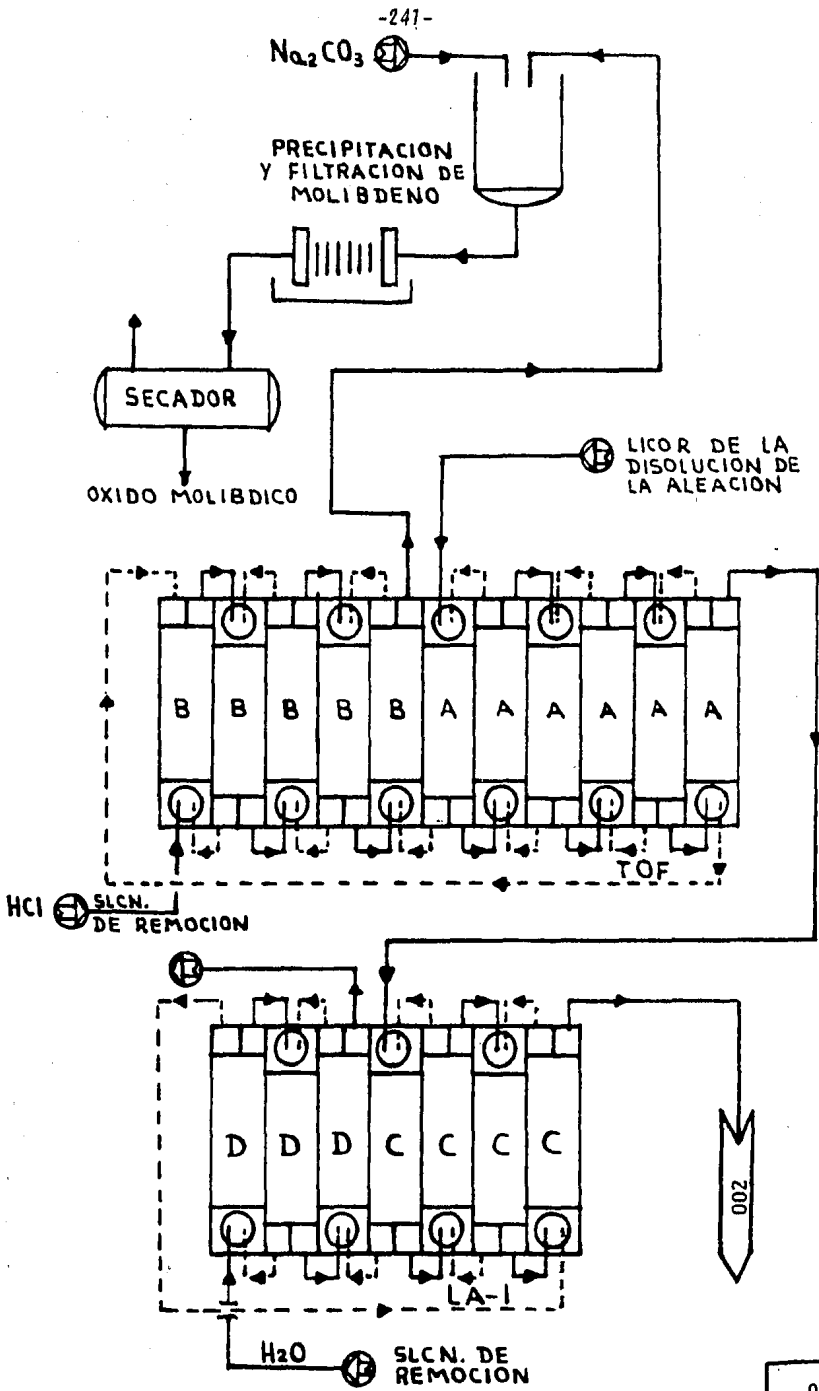 -241-
Na2CO3
PRECIPITACION
Y FILTRACION DE
MOLIBDENO
SECADOR
OXIDO MOLIBDICO
LICOR DE LA
DISOLUCION DE
LA ALEACION
B B B B B A A A A A A
TOF
HCl
SLCN.
DE REMOCION
D D D C C C C
002
LA-1
H2O
SLCN. DE
REMOCION